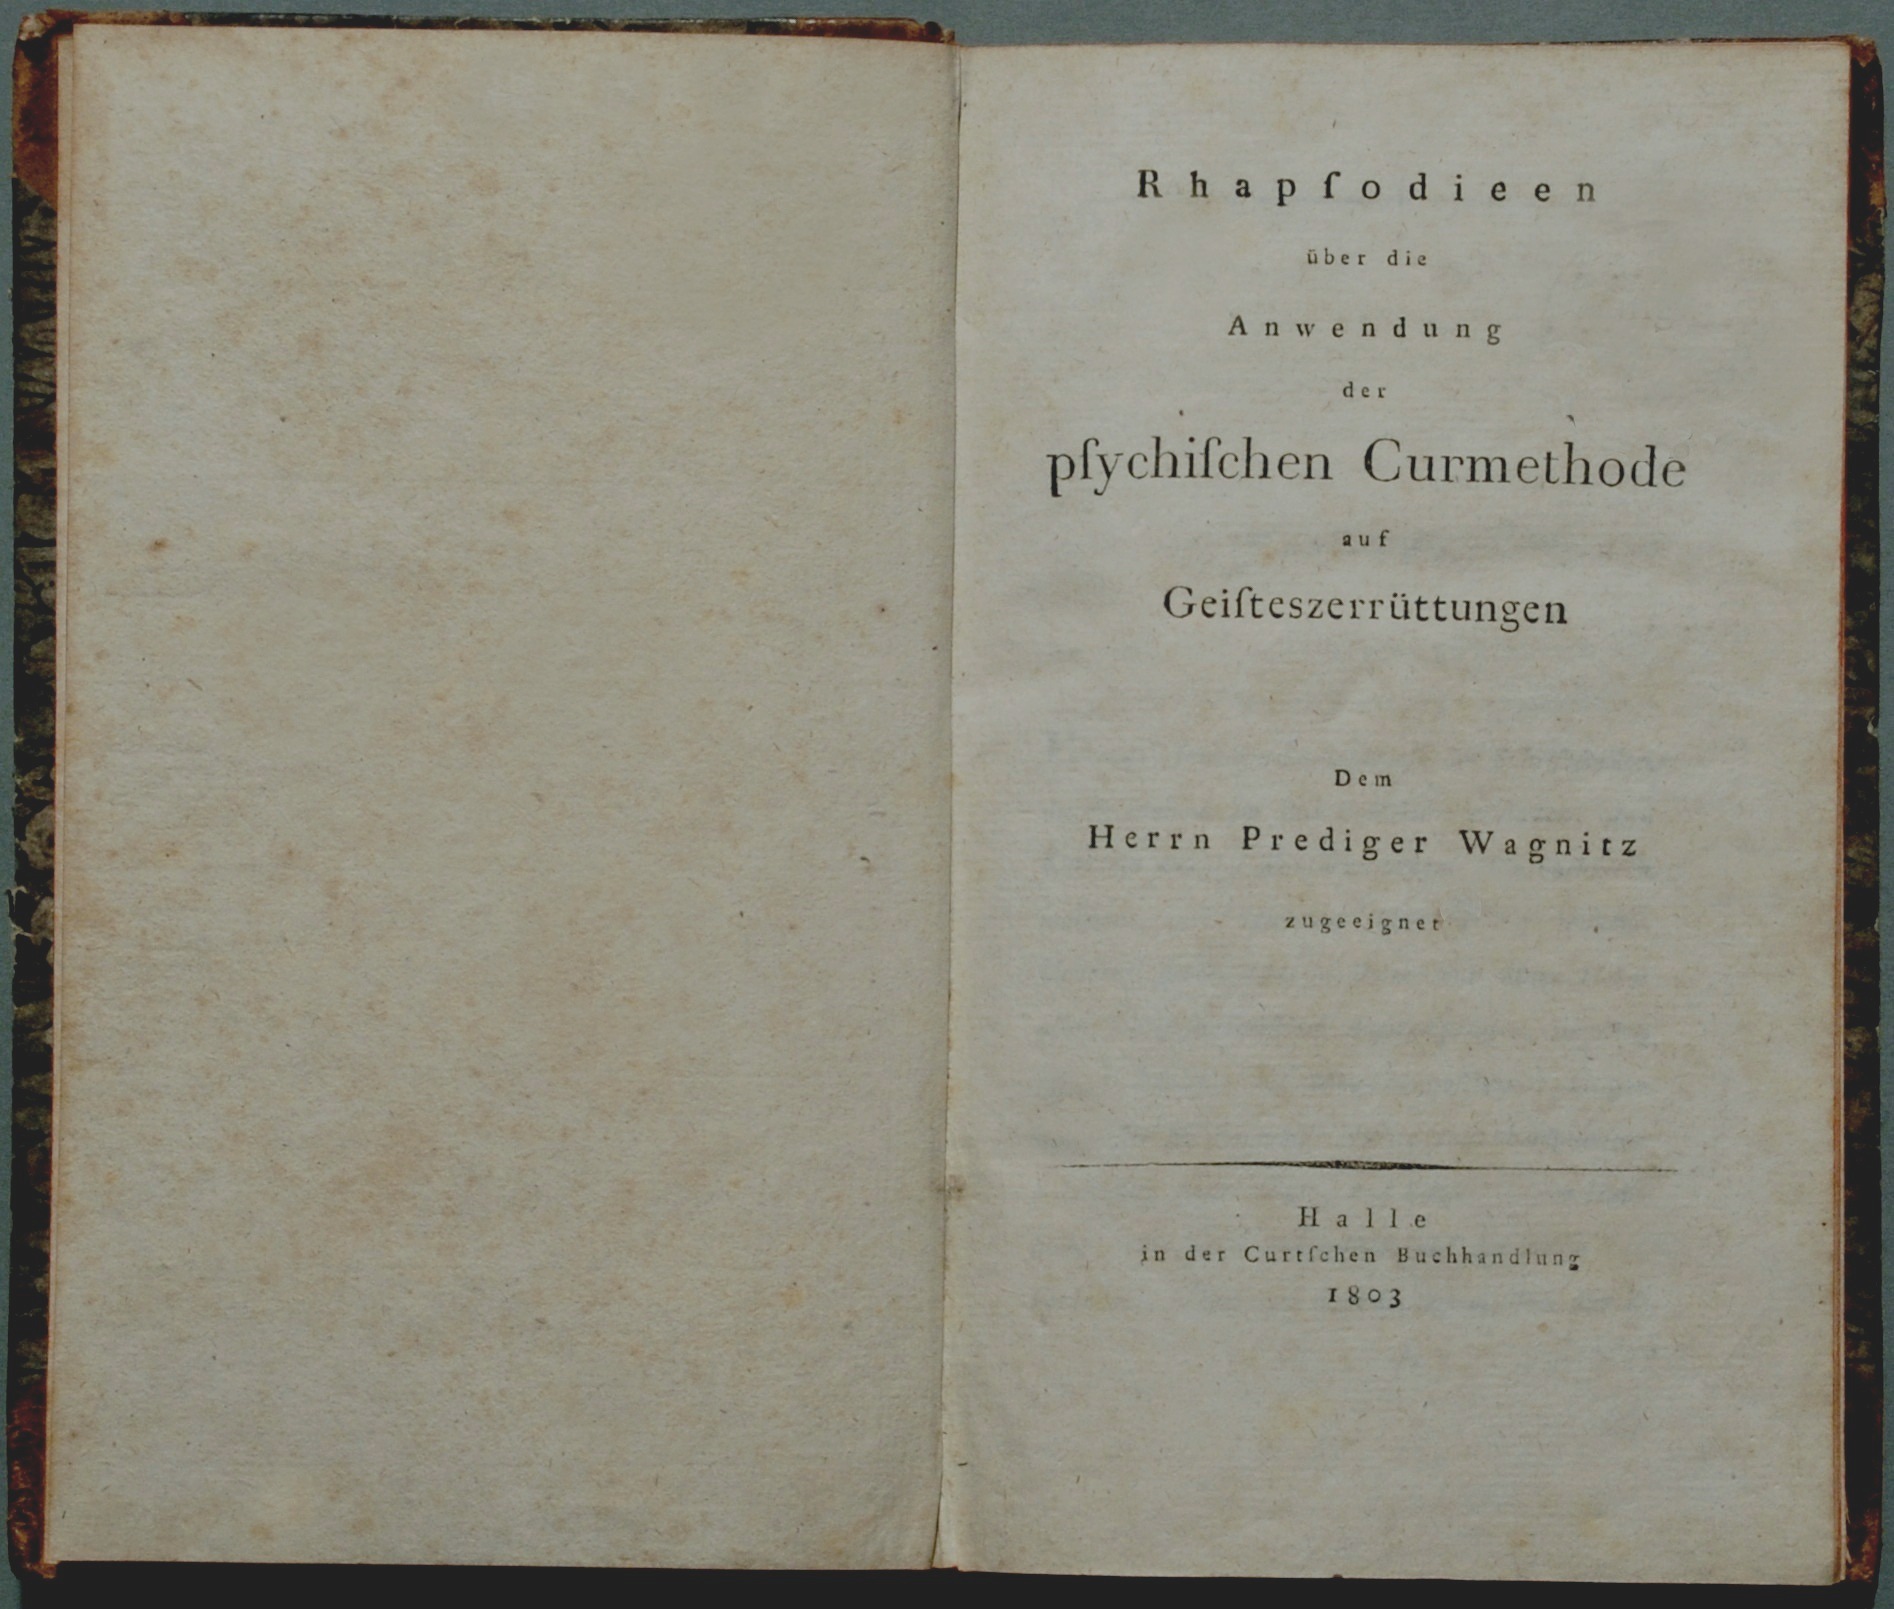 Rhapſodieen
über die
Anwendung
der
pſychiſchen Curmethode
auf
Geiſteszerrüttungen
Dem
Herrn Prediger Wagnitz
zugeeignet
Halle
in der Curtſchen Buchhandlung
1803